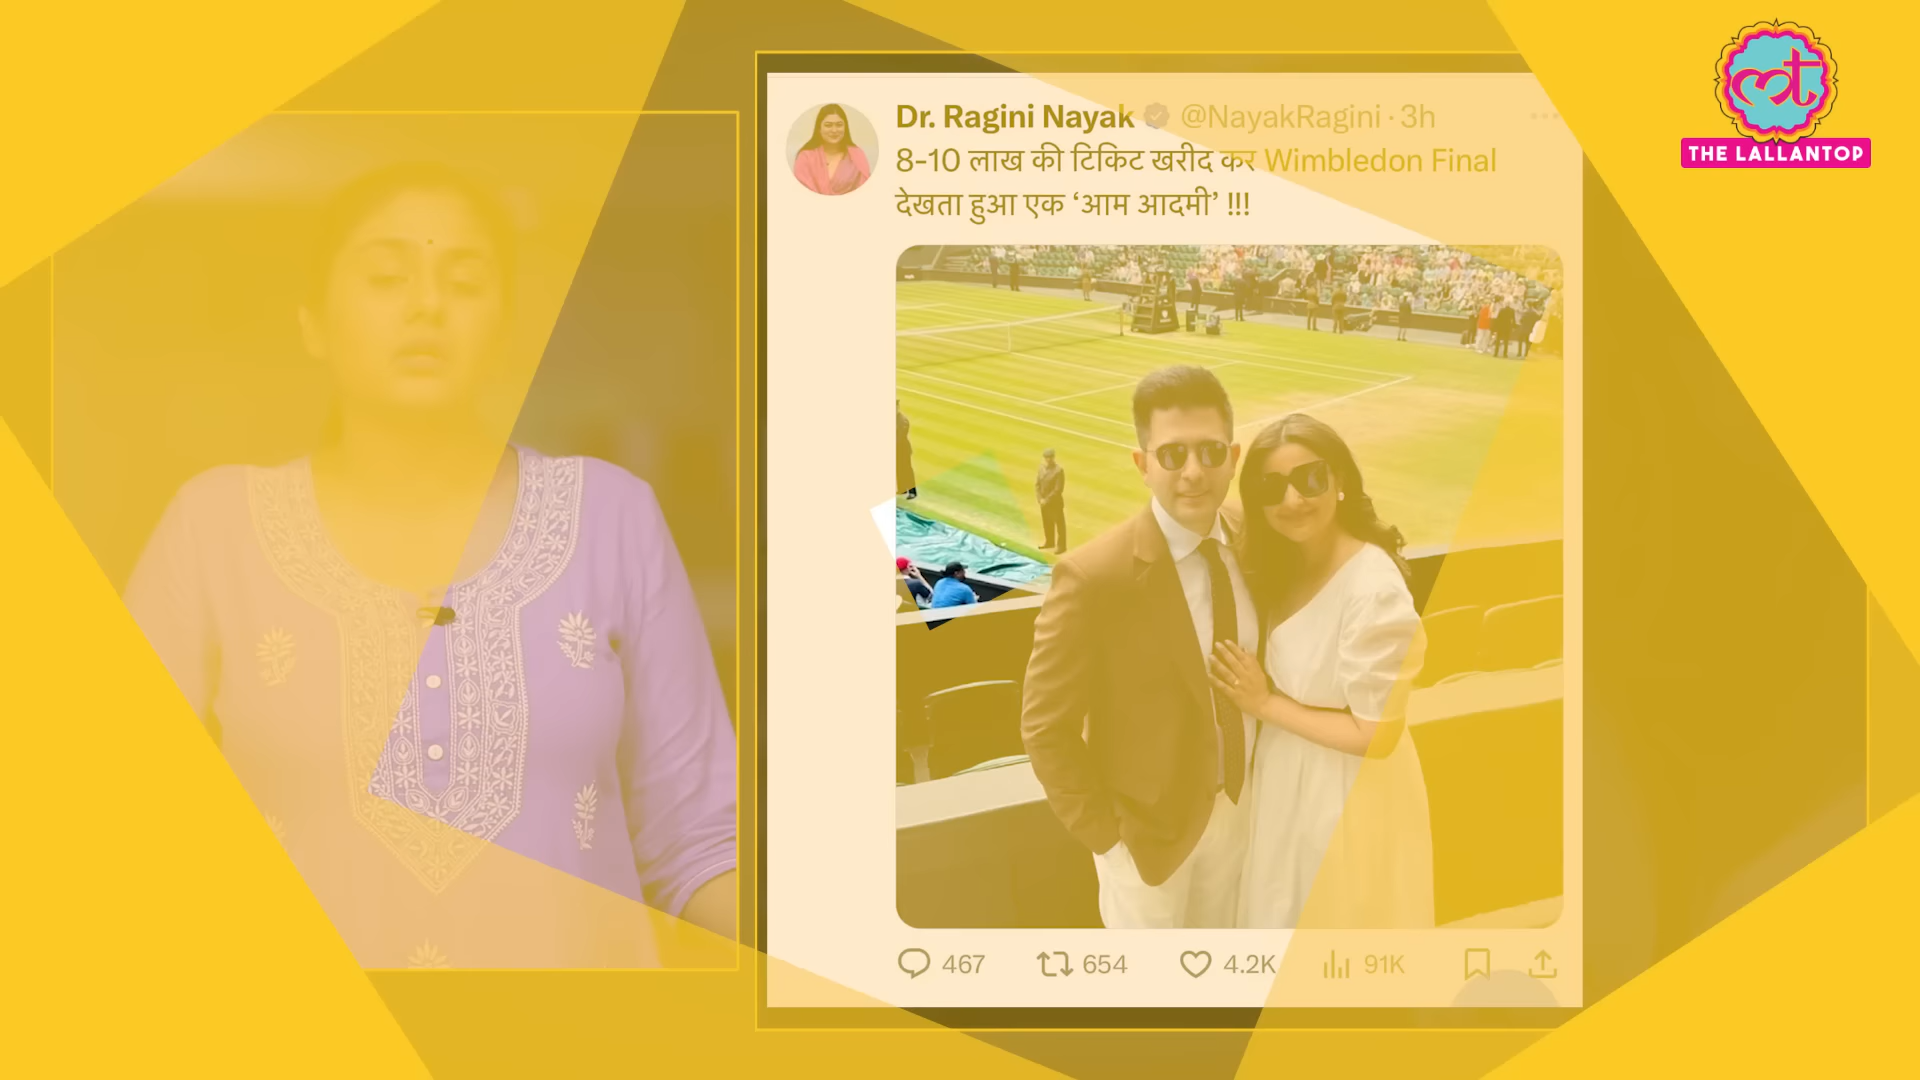 Dr. Ragini Nayak @NayakRagini · 3h
8-10 लाख की टिकिट खरीद कर Wimbledon Final
देखता हुआ एक ‘आम आदमी’ !!!
467 654 4.2K 91K
THE LALLANTOP